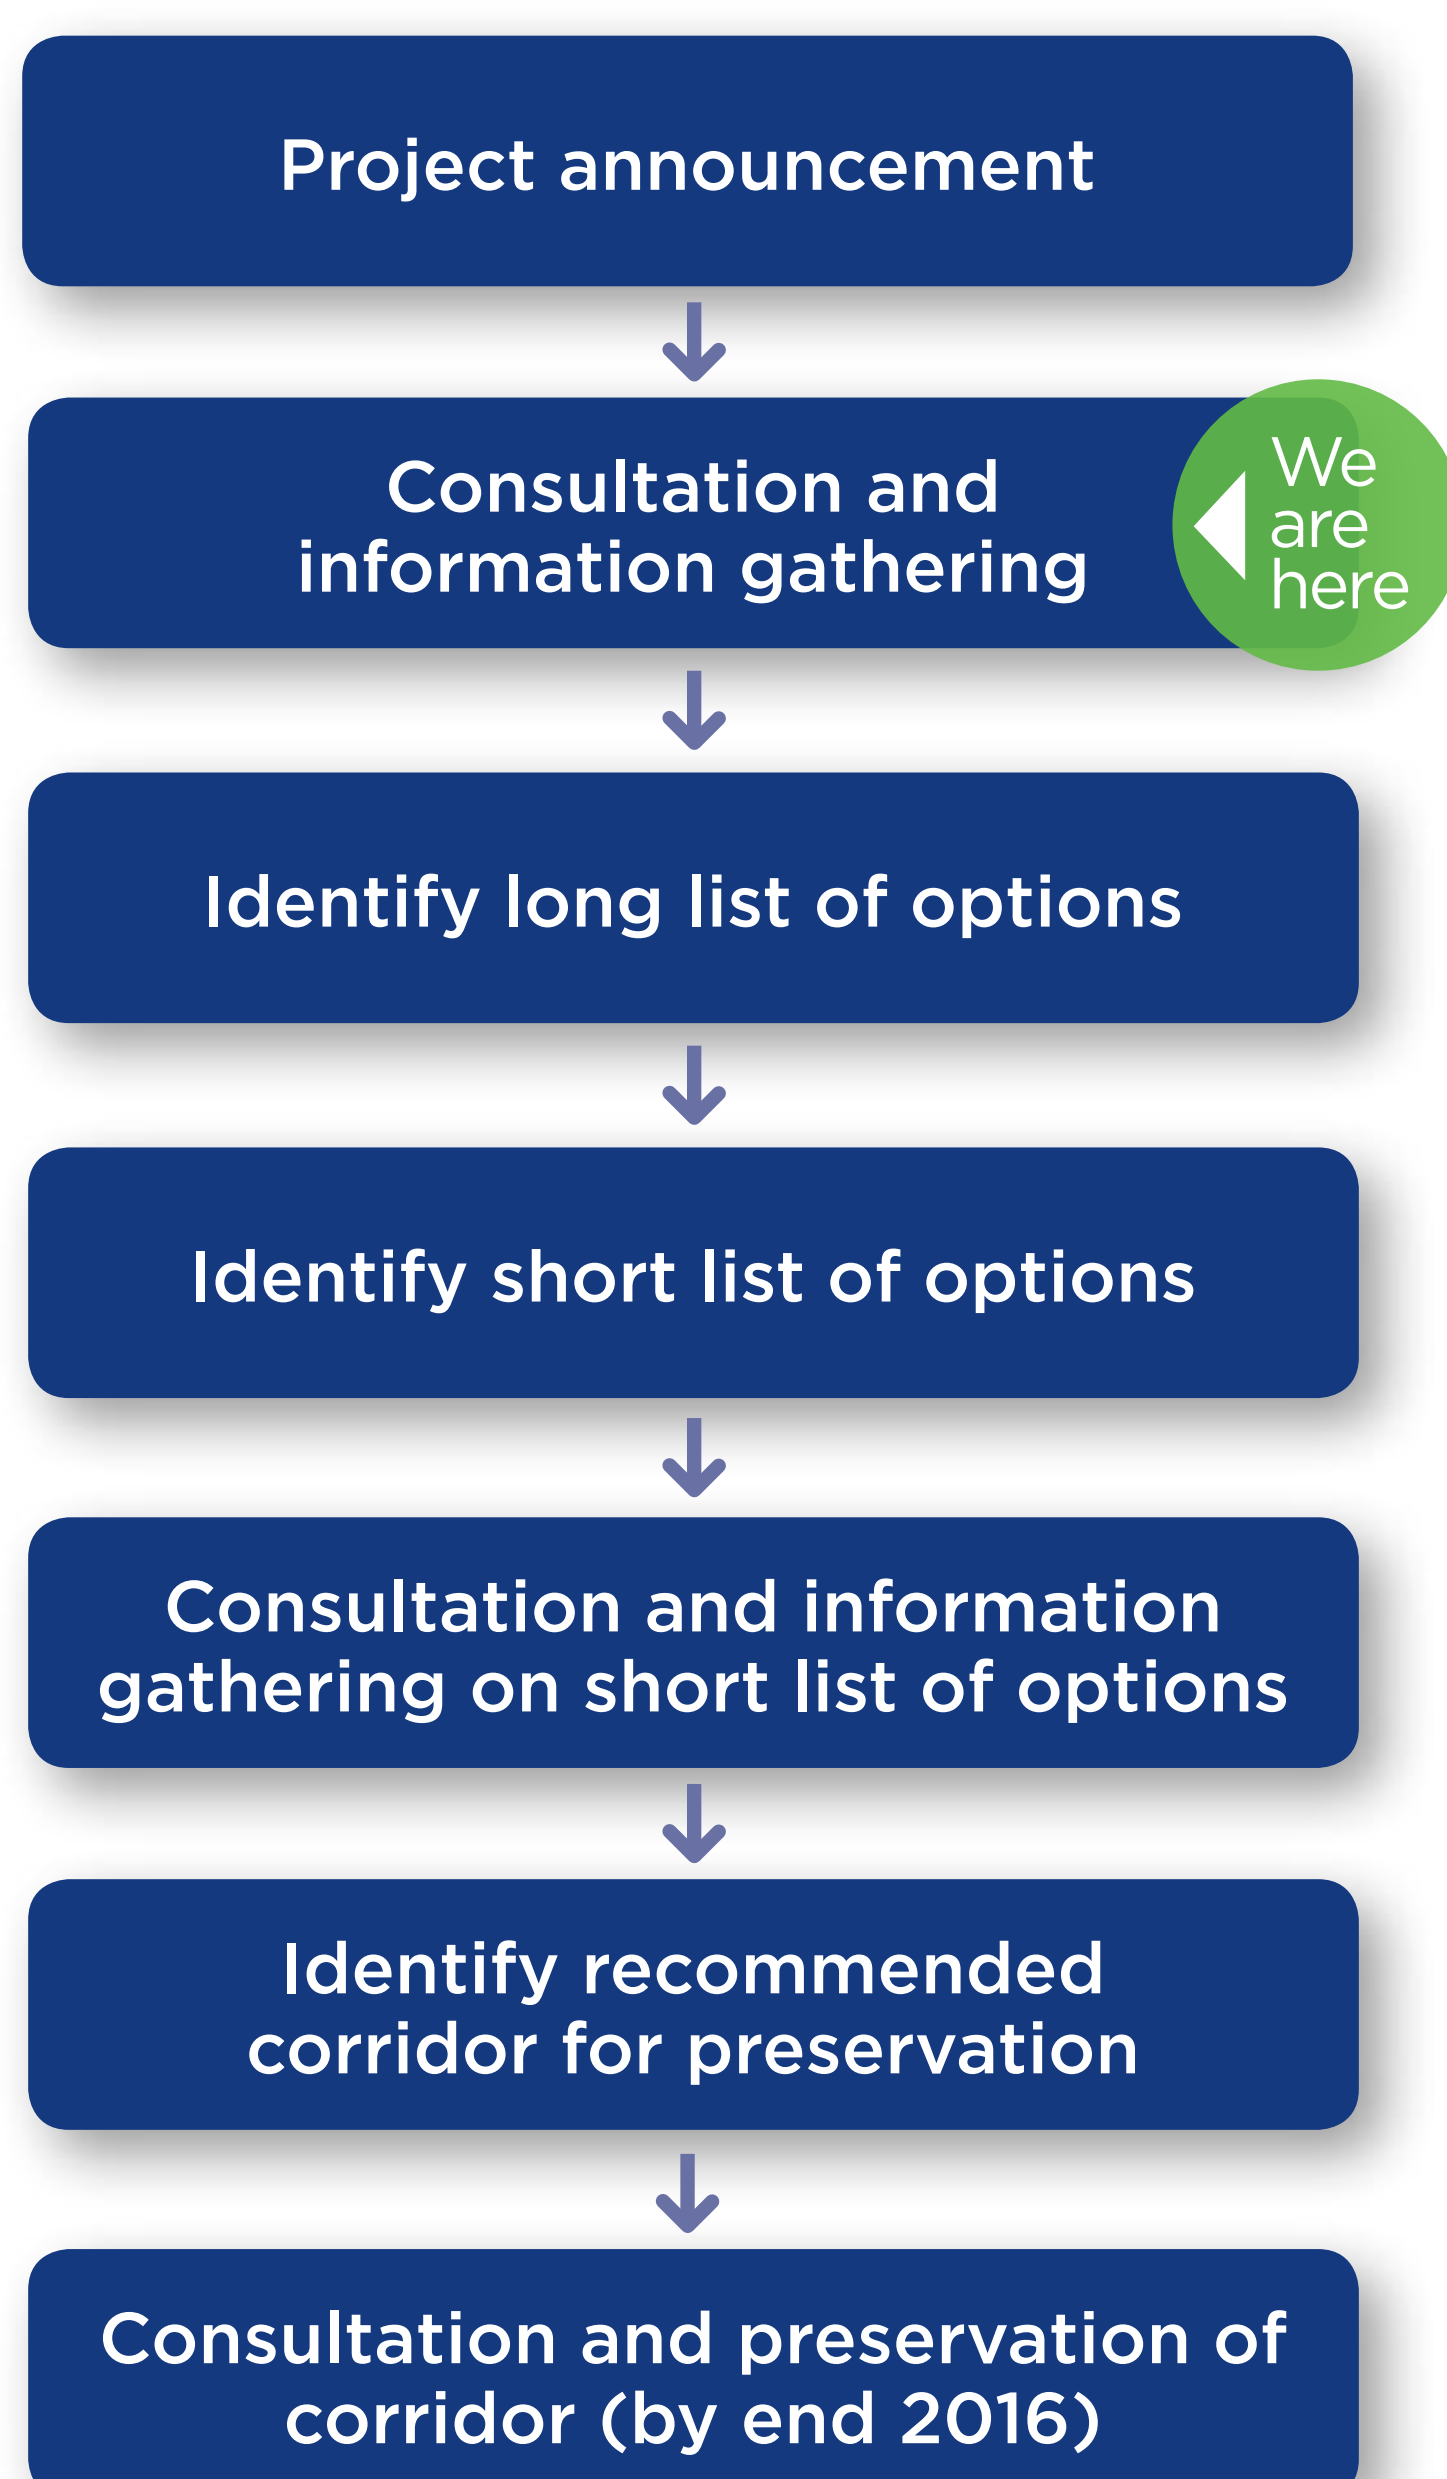 Project announcement
Consultation and
information gathering
We
are
here
Identify long list of options
Identify short list of options
Consultation and information
gathering on short list of options
Identify recommended
corridor for preservation
Consultation and preservation of
corridor (by end 2016)